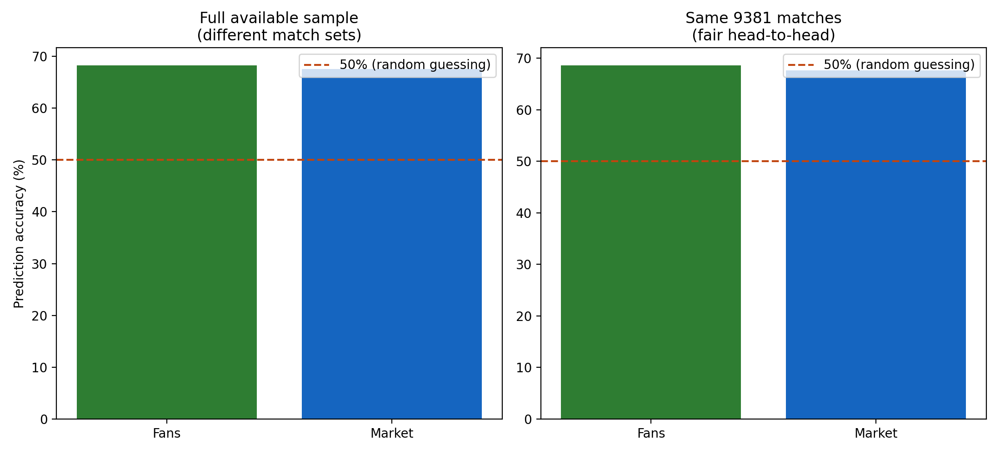 Full available sample
(different match sets)
50% (random guessing)
Prediction accuracy (%)
70
60
50
40
30
20
10
0
Fans
Market
Same 9381 matches
(fair head-to-head)
50% (random guessing)
70
60
50
40
30
20
10
0
Fans
Market